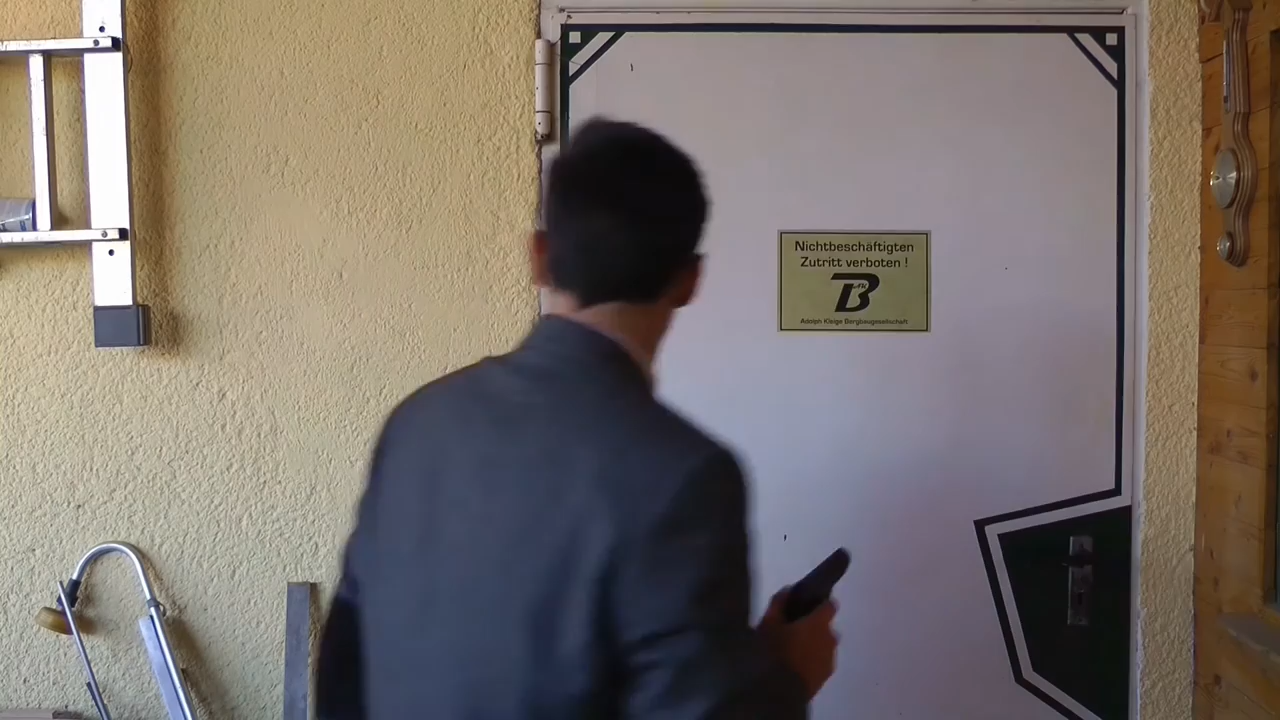 Nichtbeschäftigten
Zutritt verboten !
B
Adolph Kleige Bergbaugesellschaft